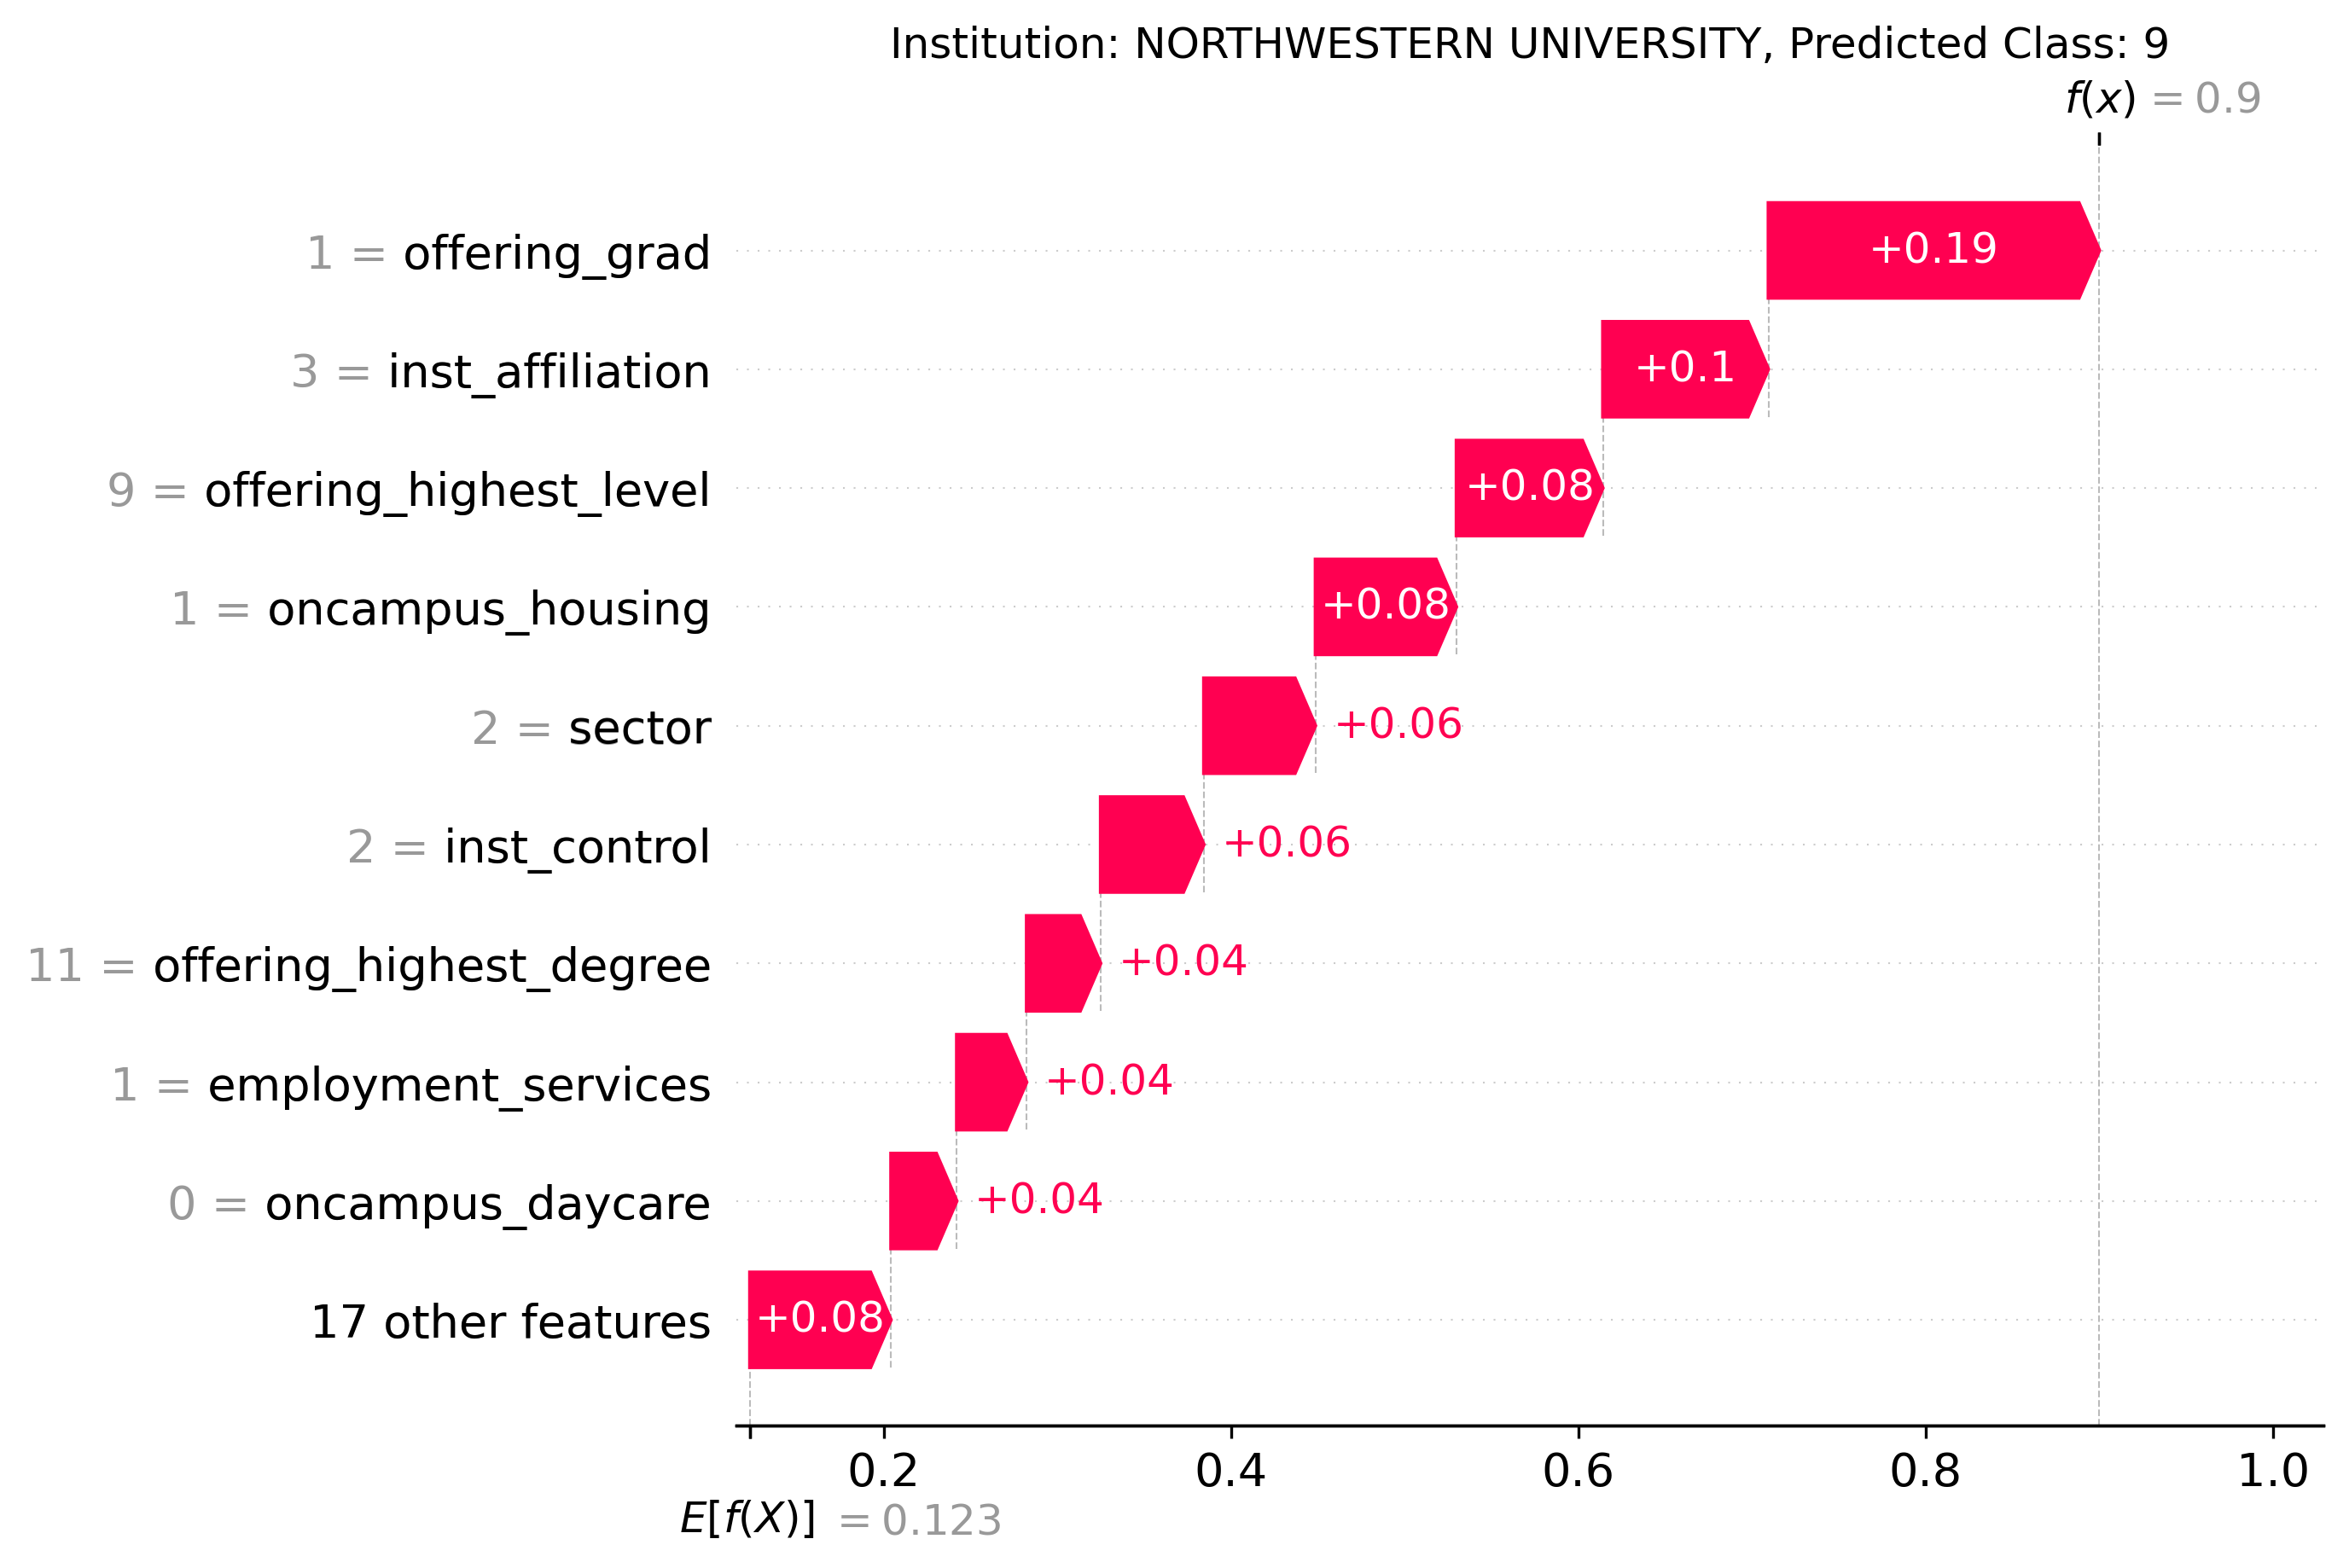 Institution: NORTHWESTERN UNIVERSITY, Predicted Class: 9
f(x) = 0.9
1 = offering_grad +0.19
3 = inst_affiliation +0.1
9 = offering_highest_level +0.08
1 = oncampus_housing +0.08
2 = sector +0.06
2 = inst_control +0.06
11 = offering_highest_degree +0.04
1 = employment_services +0.04
0 = oncampus_daycare +0.04
17 other features +0.08
0.2 0.4 0.6 0.8 1.0
E[f(X)] = 0.123